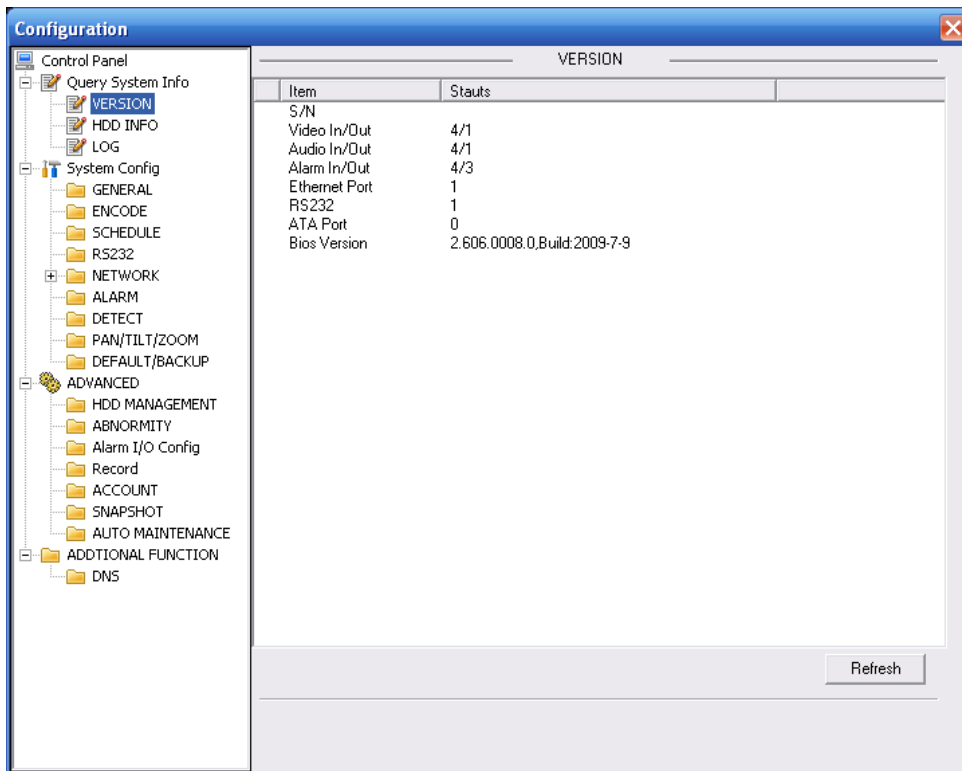 Configuration
Control Panel
Query System Info
VERSION
HDD INFO
LOG
System Config
GENERAL
ENCODE
SCHEDULE
RS232
NETWORK
ALARM
DETECT
PAN/TILT/ZOOM
DEFAULT/BACKUP
ADVANCED
HDD MANAGEMENT
ABNORMITY
Alarm I/O Config
Record
ACCOUNT
SNAPSHOT
AUTO MAINTENANCE
ADDTIONAL FUNCTION
DNS
VERSION
Item Stauts
S/N
Video In/Out 4/1
Audio In/Out 4/1
Alarm In/Out 4/3
Ethernet Port 1
RS232 1
ATA Port 0
Bios Version 2.606.0008.0,Build:2009-7-9
Refresh